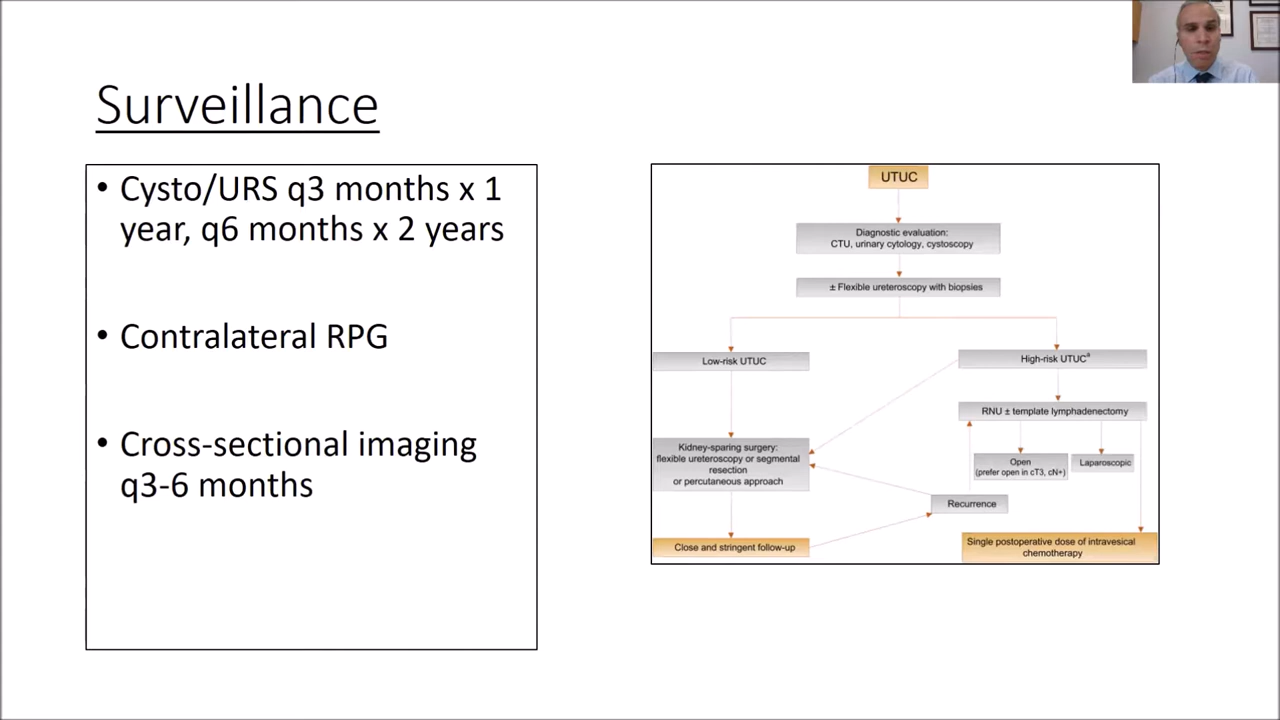 Surveillance
• Cysto/URS q3 months x 1
year, q6 months x 2 years
• Contralateral RPG
• Cross-sectional imaging
q3-6 months
UTUC
Diagnostic evaluation:
CTU, urinary cytology, cystoscopy
± Flexible ureteroscopy with biopsies
Low-risk UTUC
High-risk UTUCª
RNU ± template lymphadenectomy
Kidney-sparing surgery:
flexible ureteroscopy or segmental
resection
or percutaneous approach
Open
(prefer open in cT3, cN+)
Laparoscopic
Recurrence
Close and stringent follow-up
Single postoperative dose of intravesical
chemotherapy